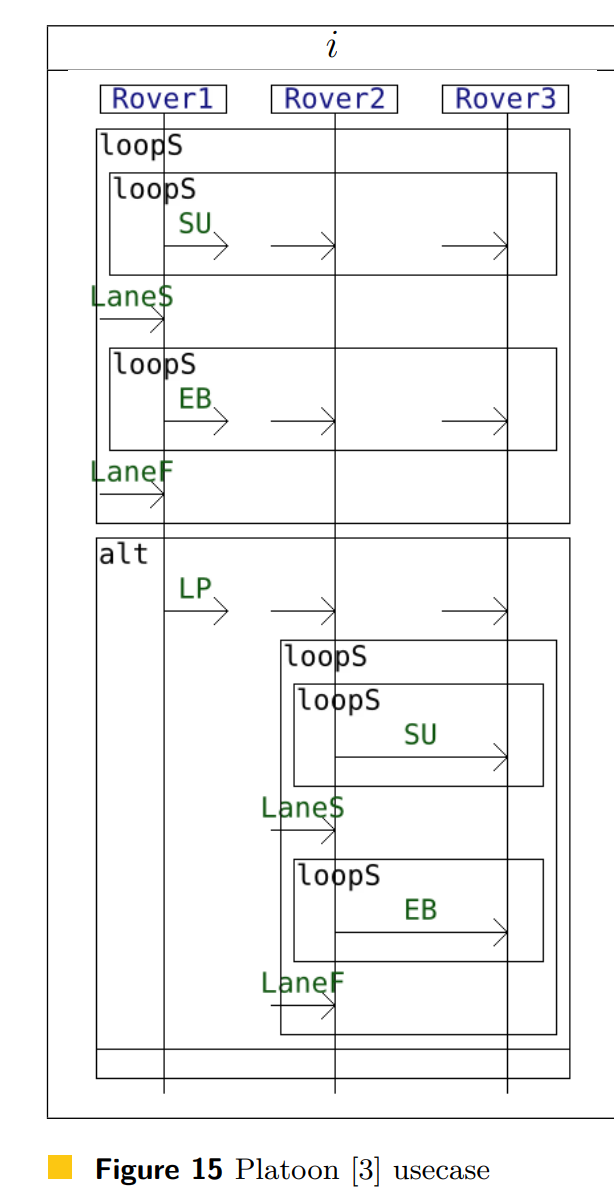 i
Rover1 Rover2 Rover3
loopS
loopS
SU
LaneS
loopS
EB
LaneF
alt
LP
loopS
loopS
SU
LaneS
loopS
EB
LaneF
Figure 15 Platoon [3] usecase